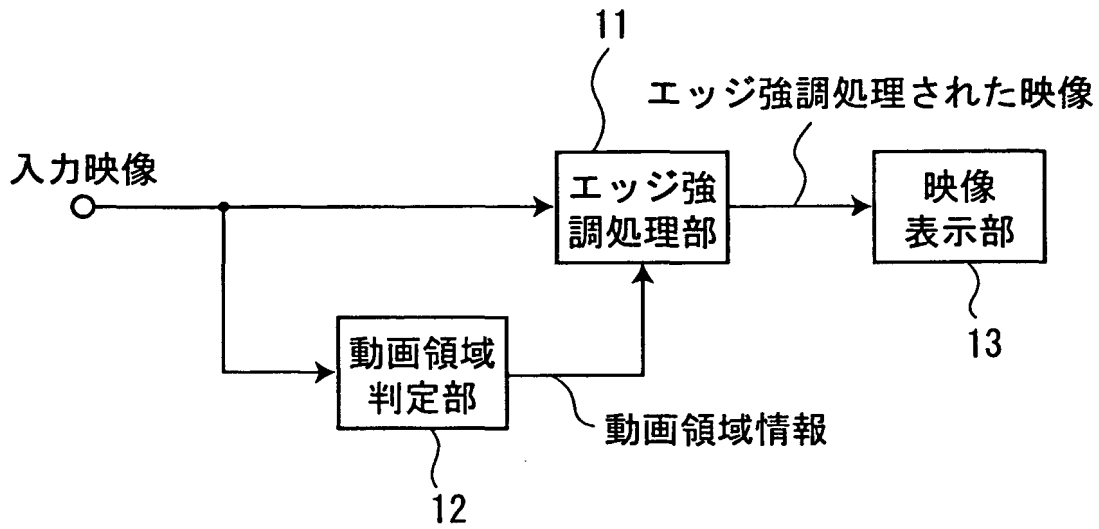 11
エッジ強調処理された映像
入力映像
エッジ強
調処理部
映像
表示部
13
動画領域
判定部
動画領域情報
12